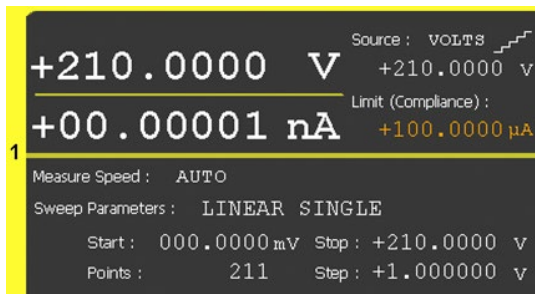 Source : VOLTS
+210.0000 V
+210.0000 V
Limit (Compliance) :
+00.00001 nA
+100.0000 µA
1
Measure Speed : AUTO
Sweep Parameters : LINEAR SINGLE
Start : 000.0000 mV Stop : +210.0000 V
Points : 211 Step : +1.000000 V